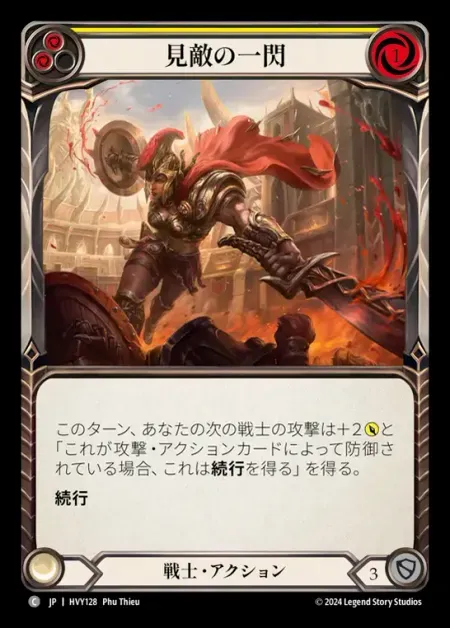 見敵の一閃
1
このターン、あなたの次の戦士の攻撃は+2と
「これが攻撃・アクションカードによって防御さ
れている場合、これは続行を得る」を得る。
続行
戦士・アクション
3
C JP | HVY128 Phu Thieu
© 2024 Legend Story Studios